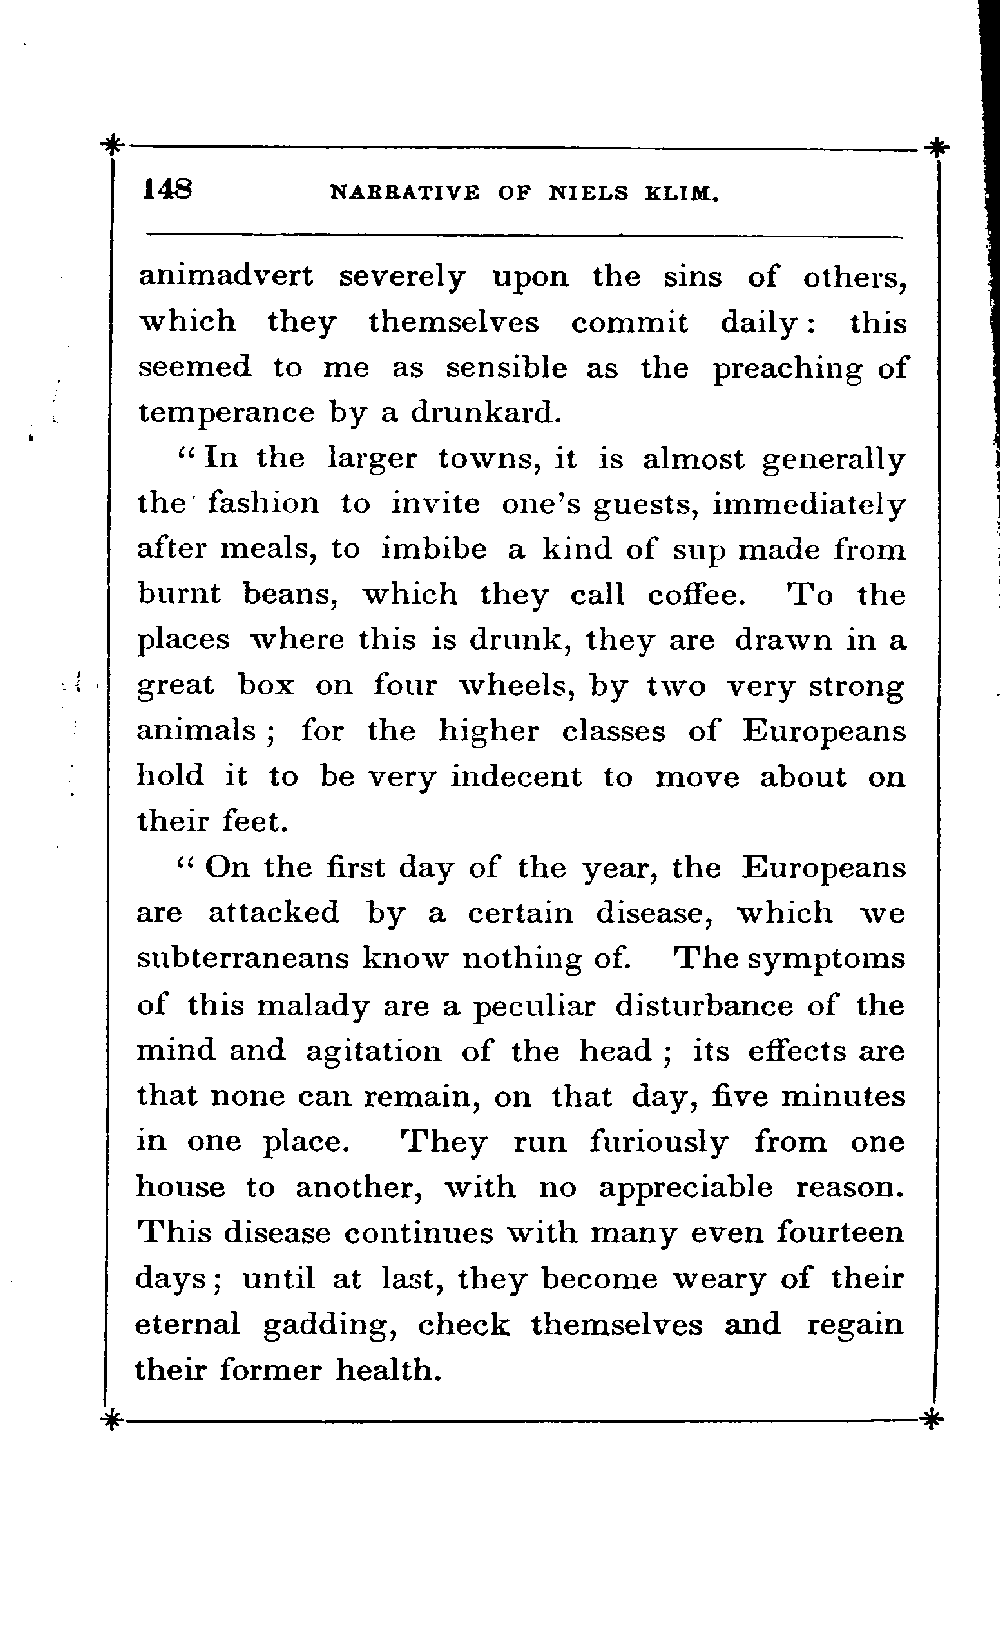 148 NARRATIVE OF NIELS KLIM.
animadvert severely upon the sins of others,
which they themselves commit daily : this
seemed to me as sensible as the preaching of
temperance by a drunkard.
“ In the larger towns, it is almost generally
the fashion to invite one’s guests, immediately
after meals, to imbibe a kind of sup made from
burnt beans, which they call coffee. To the
places where this is drunk, they are drawn in a
great box on four wheels, by two very strong
animals ; for the higher classes of Europeans
hold it to be very indecent to move about on
their feet.
“ On the first day of the year, the Europeans
are attacked by a certain disease, which we
subterraneans know nothing of. The symptoms
of this malady are a peculiar disturbance of the
mind and agitation of the head ; its effects are
that none can remain, on that day, five minutes
in one place. They run furiously from one
house to another, with no appreciable reason.
This disease continues with many even fourteen
days ; until at last, they become weary of their
eternal gadding, check themselves and regain
their former health.